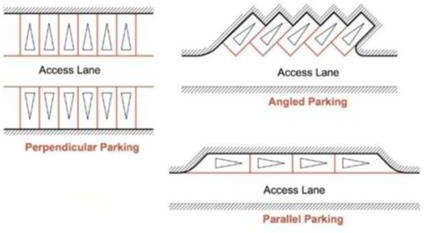 Access Lane
Perpendicular Parking
Access Lane
Angled Parking
Access Lane
Parallel Parking